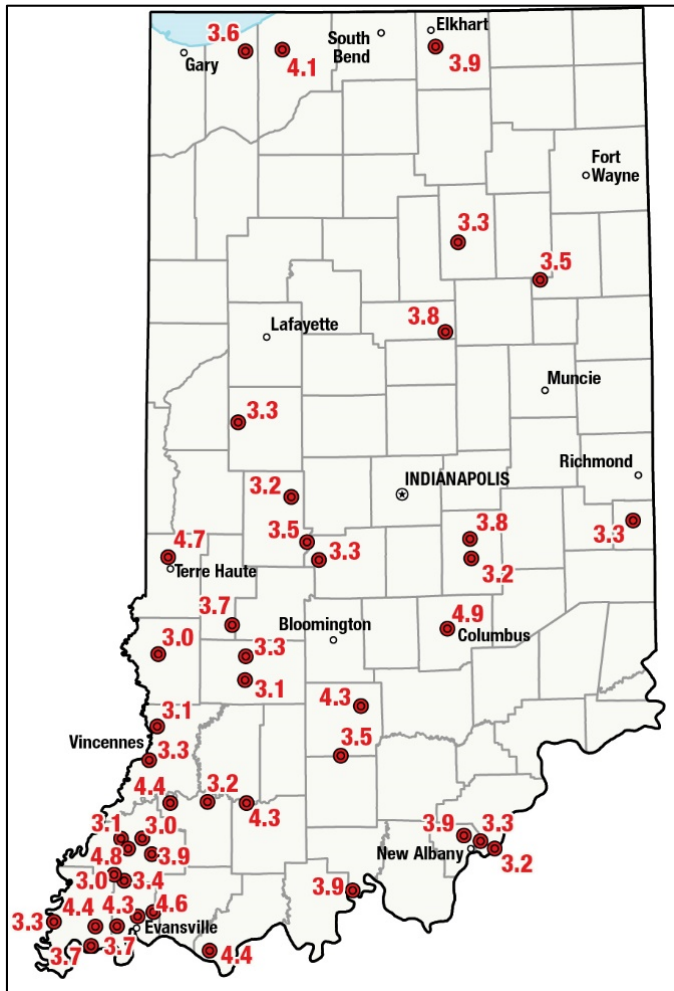 3.6
Gary
4.1
South
Bend
Elkhart
3.9
Fort
Wayne
3.3
3.5
3.8
Lafayette
Muncie
3.3
Richmond
3.2
INDIANAPOLIS
3.5
3.3
3.8
3.2
3.3
4.7
Terre Haute
3.7
Bloomington
4.9
Columbus
3.0
3.3
3.1
4.3
3.1
Vincennes
3.3
3.5
4.4
3.2
4.3
3.1
3.0
4.8
3.9
3.9
3.3
New Albany
3.2
3.0
3.4
3.9
3.3
4.4
4.3
4.6
Evansville
3.7
3.7
4.4